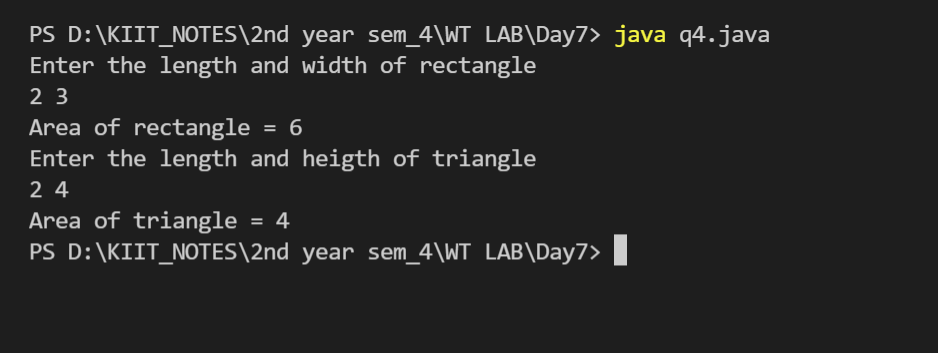 PS D:\KIIT_NOTES\2nd year sem_4\WT LAB\Day7> java q4.java
Enter the length and width of rectangle
2 3
Area of rectangle = 6
Enter the length and heigth of triangle
2 4
Area of triangle = 4
PS D:\KIIT_NOTES\2nd year sem_4\WT LAB\Day7>